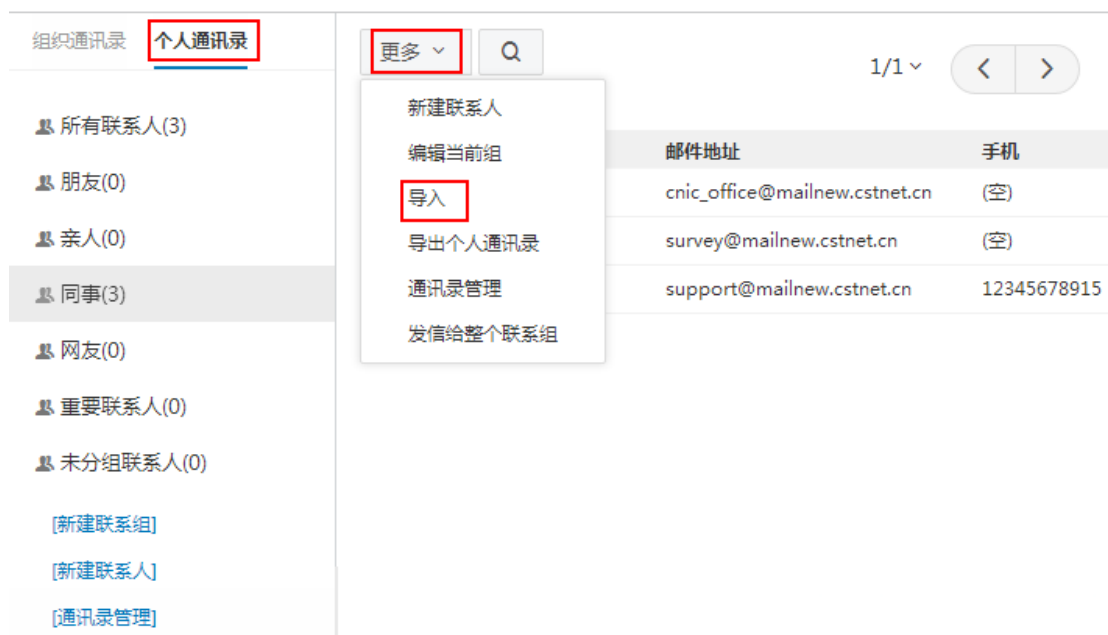 组织通讯录 个人通讯录
更多
1/1
所有联系人(3)
朋友(0)
亲人(0)
同事(3)
网友(0)
重要联系人(0)
未分组联系人(0)
[新建联系组]
[新建联系人]
[通讯录管理]
新建联系人
编辑当前组
导入
导出个人通讯录
通讯录管理
发信给整个联系组
邮件地址 手机
cnic_office@mailnew.cstnet.cn (空)
survey@mailnew.cstnet.cn (空)
support@mailnew.cstnet.cn 12345678915